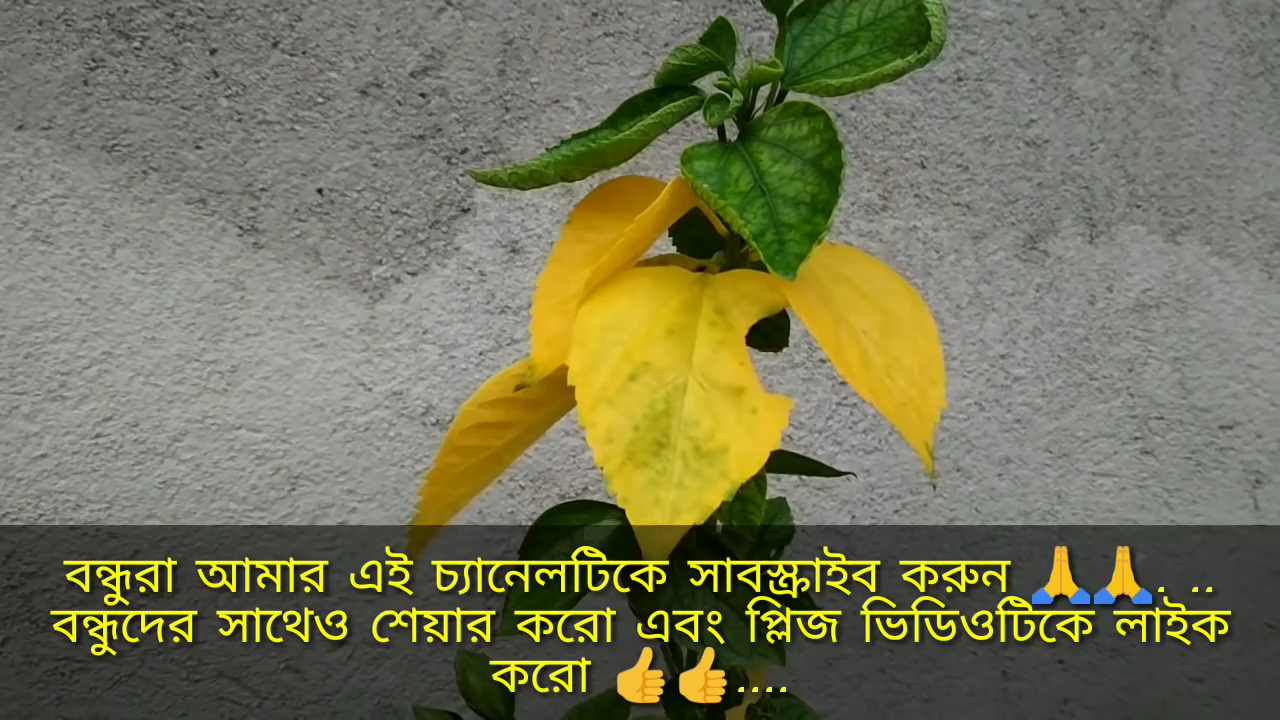 বন্ধুরা আমার এই চ্যানেলটিকে সাবস্ক্রাইব করুন 🙏🙏. ..
বন্ধুদের সাথেও শেয়ার করো এবং প্লিজ ভিডিওটিকে লাইক
করো 👍👍....